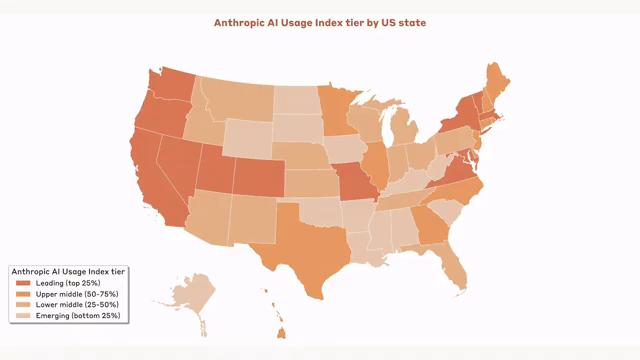 Anthropic AI Usage Index tier by US state
Anthropic AI Usage Index tier
Leading (top 25%)
Upper middle (50-75%)
Lower middle (25-50%)
Emerging (bottom 25%)